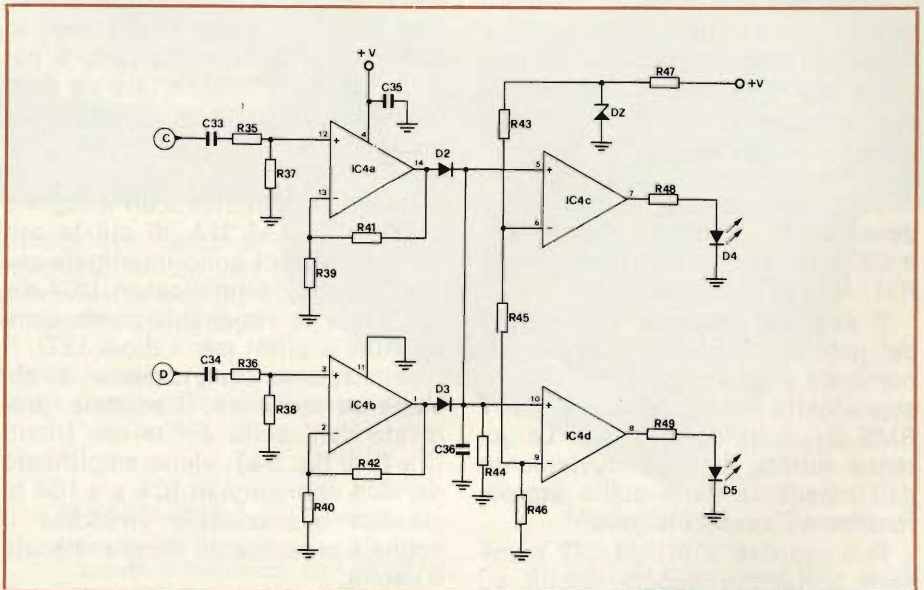 +V
R47
+V
C35
DZ
R43
C33
R35
C
12
4
+
D2
14
5
+
R37
IC4a
IC4c
7
R48
13
-
6
-
R41
D4
R39
R45
C34
R36
D
3
+
11
D3
10
+
R38
IC4b
1
IC4d
8
R49
2
-
C36
R44
9
-
R42
D5
R40
R46